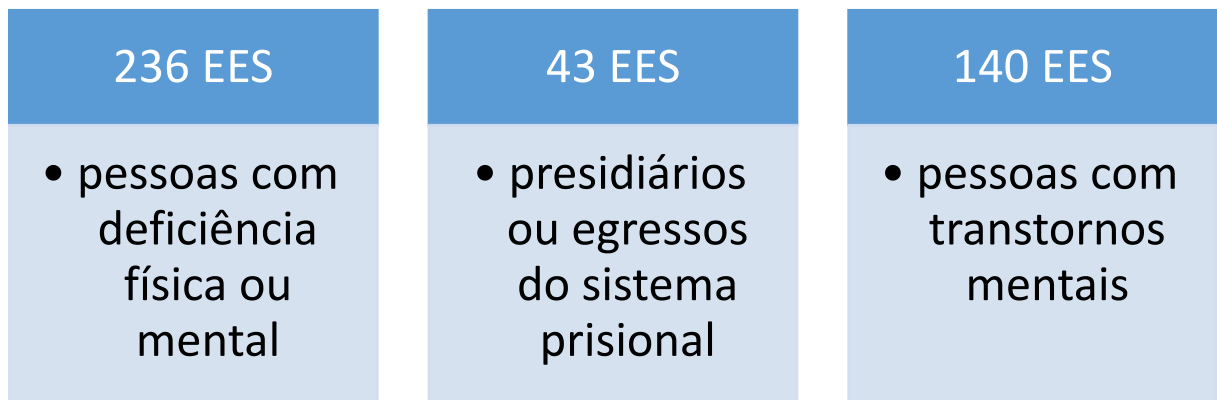 236 EES
• pessoas com
deficiência
física ou
mental
43 EES
• presidiários
ou egressos
do sistema
prisional
140 EES
• pessoas com
transtornos
mentais